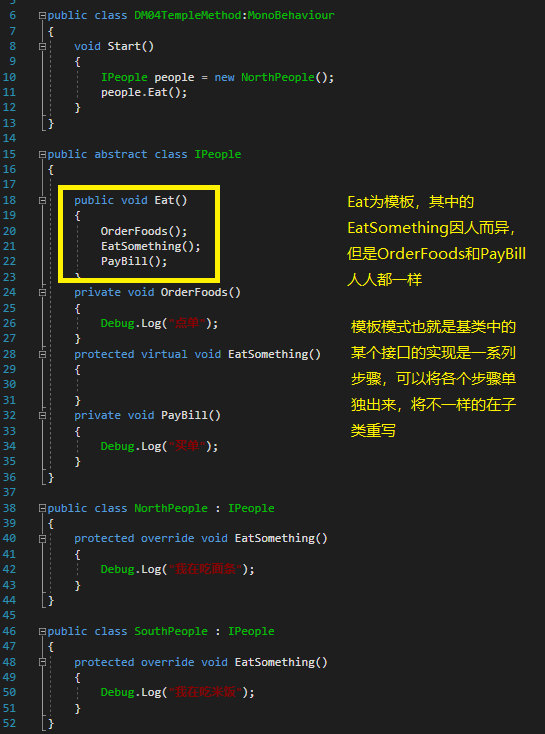 6 public class DM04TempleMethod:MonoBehaviour
7 {
8 void Start()
9 {
10 IPeople people = new NorthPeople();
11 people.Eat();
12 }
13 }
14
15 public abstract class IPeople
16 {
17
18 public void Eat()
19 {
20 OrderFoods();
21 EatSomething();
22 PayBill();
23 }
24 private void OrderFoods()
25 {
26 Debug.Log("点单");
27 }
28 protected virtual void EatSomething()
29 {
30
31 }
32 private void PayBill()
33 {
34 Debug.Log("买单");
35 }
36 }
37
38 public class NorthPeople : IPeople
39 {
40 protected override void EatSomething()
41 {
42 Debug.Log("我在吃面条");
43 }
44 }
45
46 public class SouthPeople : IPeople
47 {
48 protected override void EatSomething()
49 {
50 Debug.Log("我在吃米饭");
51 }
52 }
Eat为模板，其中的
EatSomething因人而异，
但是OrderFoods和PayBill
人人都一样
模板模式也就是基类中的
某个接口的实现是一系列
步骤，可以将各个步骤单
独出来，将不一样的在子
类重写